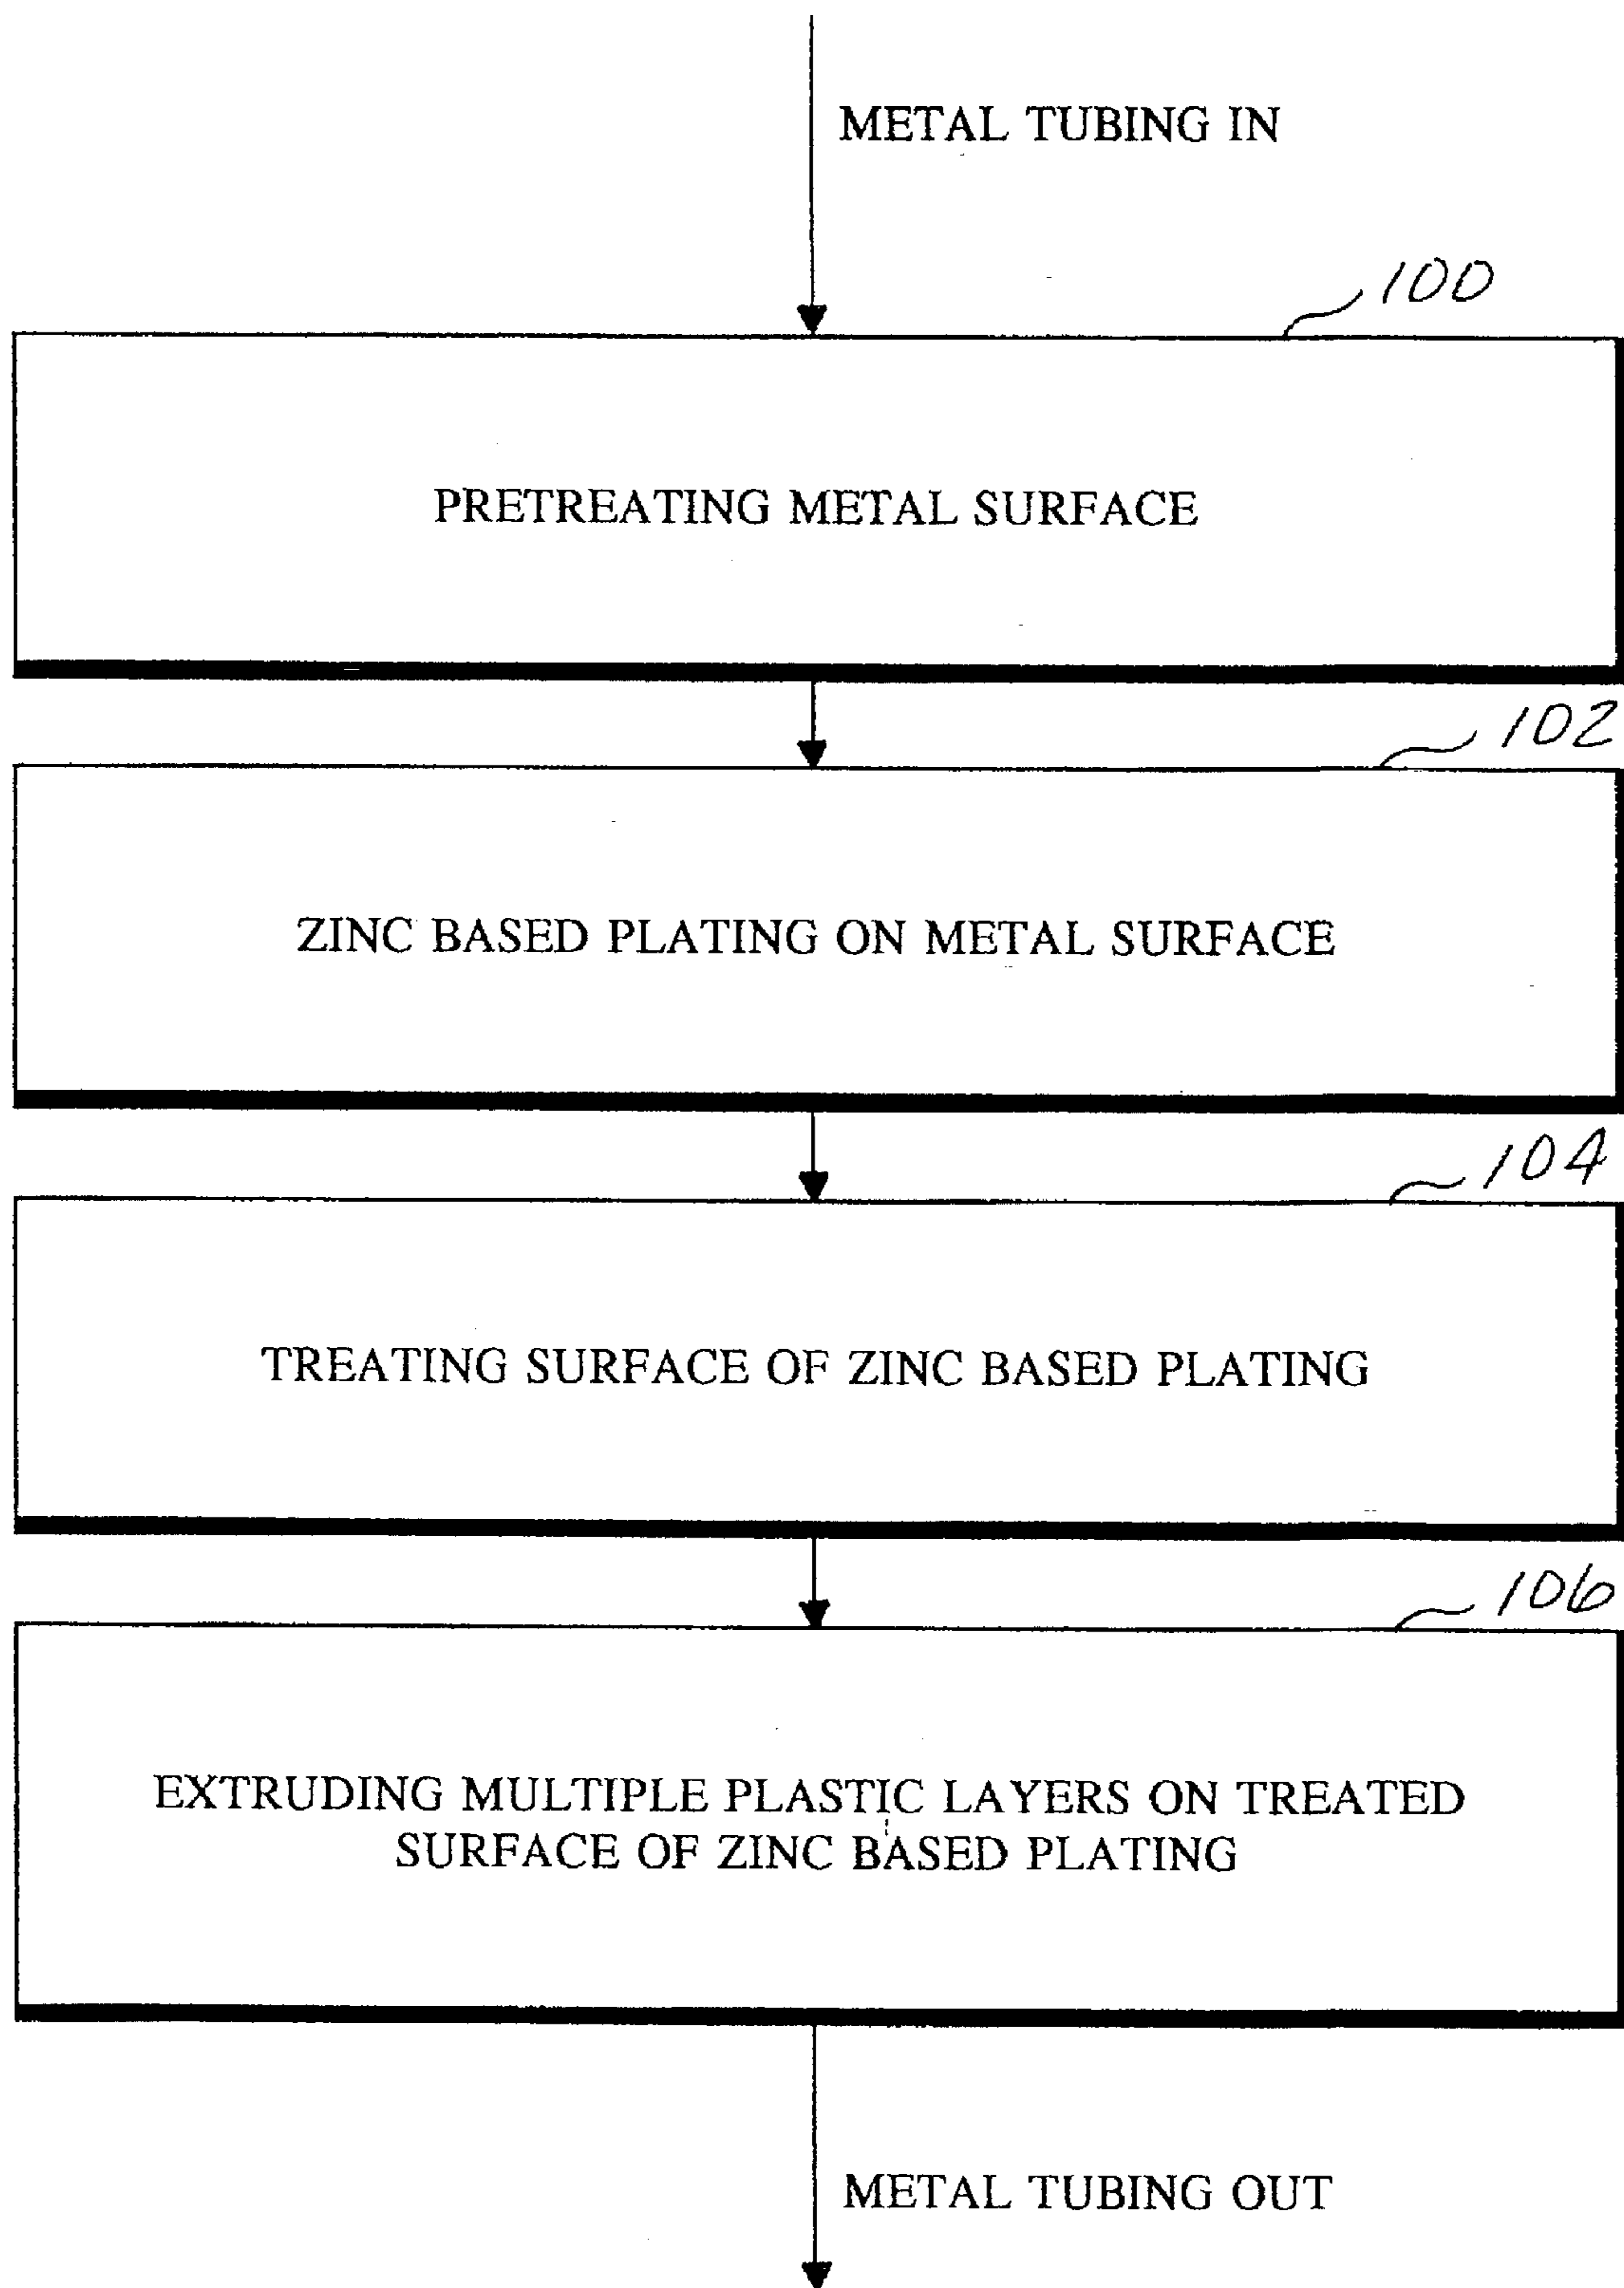 METAL TUBING IN
100
PRETREATING METAL SURFACE
102
ZINC BASED PLATING ON METAL SURFACE
104
TREATING SURFACE OF ZINC BASED PLATING
106
EXTRUDING MULTIPLE PLASTIC LAYERS ON TREATED
SURFACE OF ZINC BASED PLATING
METAL TUBING OUT